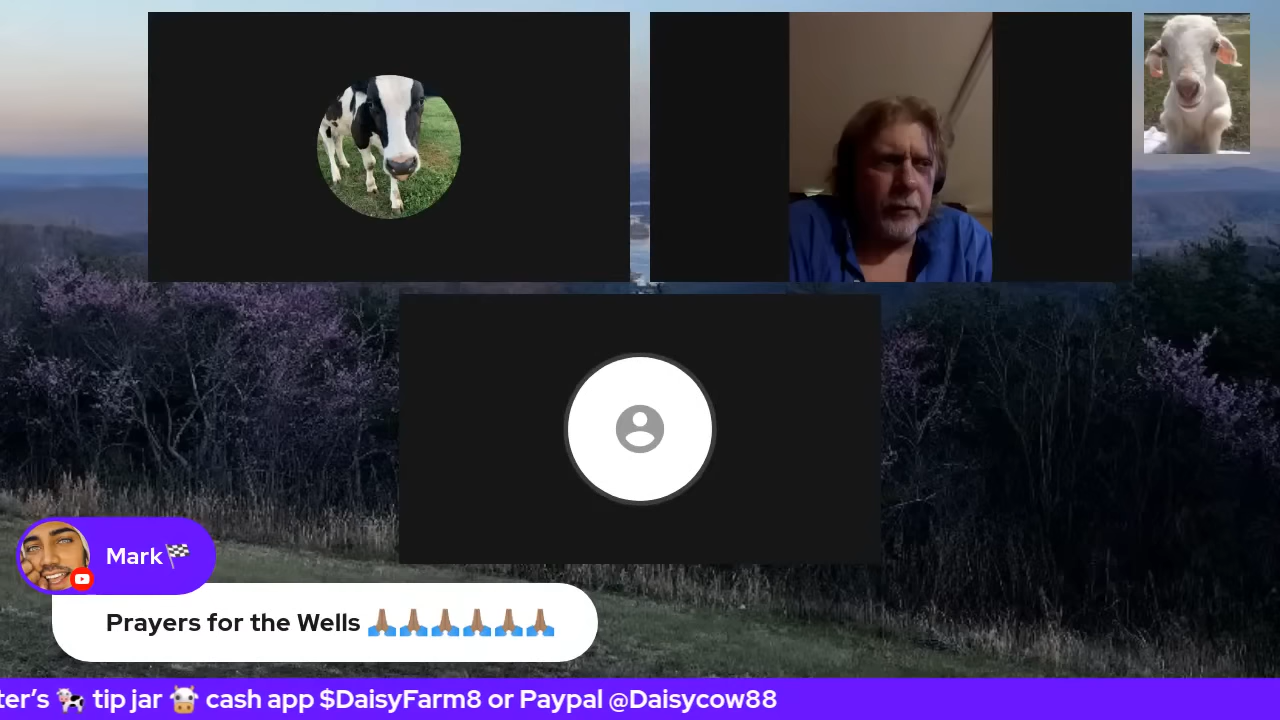 Mark🏁
Prayers for the Wells 🙏🏽🙏🏽🙏🏽🙏🏽🙏🏽🙏🏽
ter's 🐄 tip jar 🐮 cash app $DaisyFarm8 or Paypal @Daisycow88